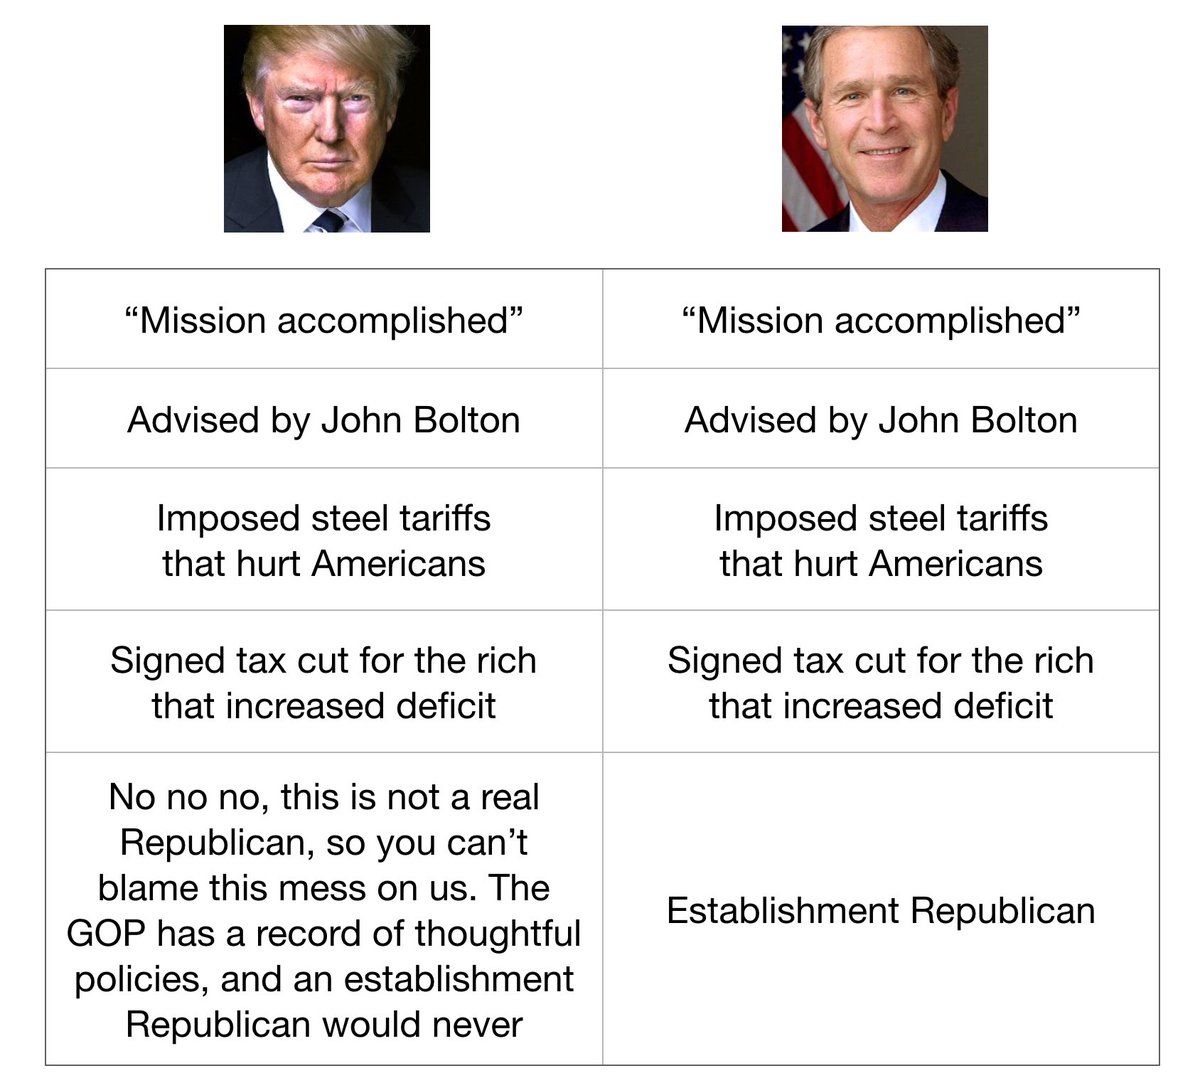 “Mission accomplished”
“Mission accomplished”
Advised by John Bolton
Advised by John Bolton
Imposed steel tariffs
that hurt Americans
Imposed steel tariffs
that hurt Americans
Signed tax cut for the rich
that increased deficit
Signed tax cut for the rich
that increased deficit
No no no, this is not a real
Republican, so you can’t
blame this mess on us. The
GOP has a record of thoughtful
policies, and an establishment
Republican would never
Establishment Republican